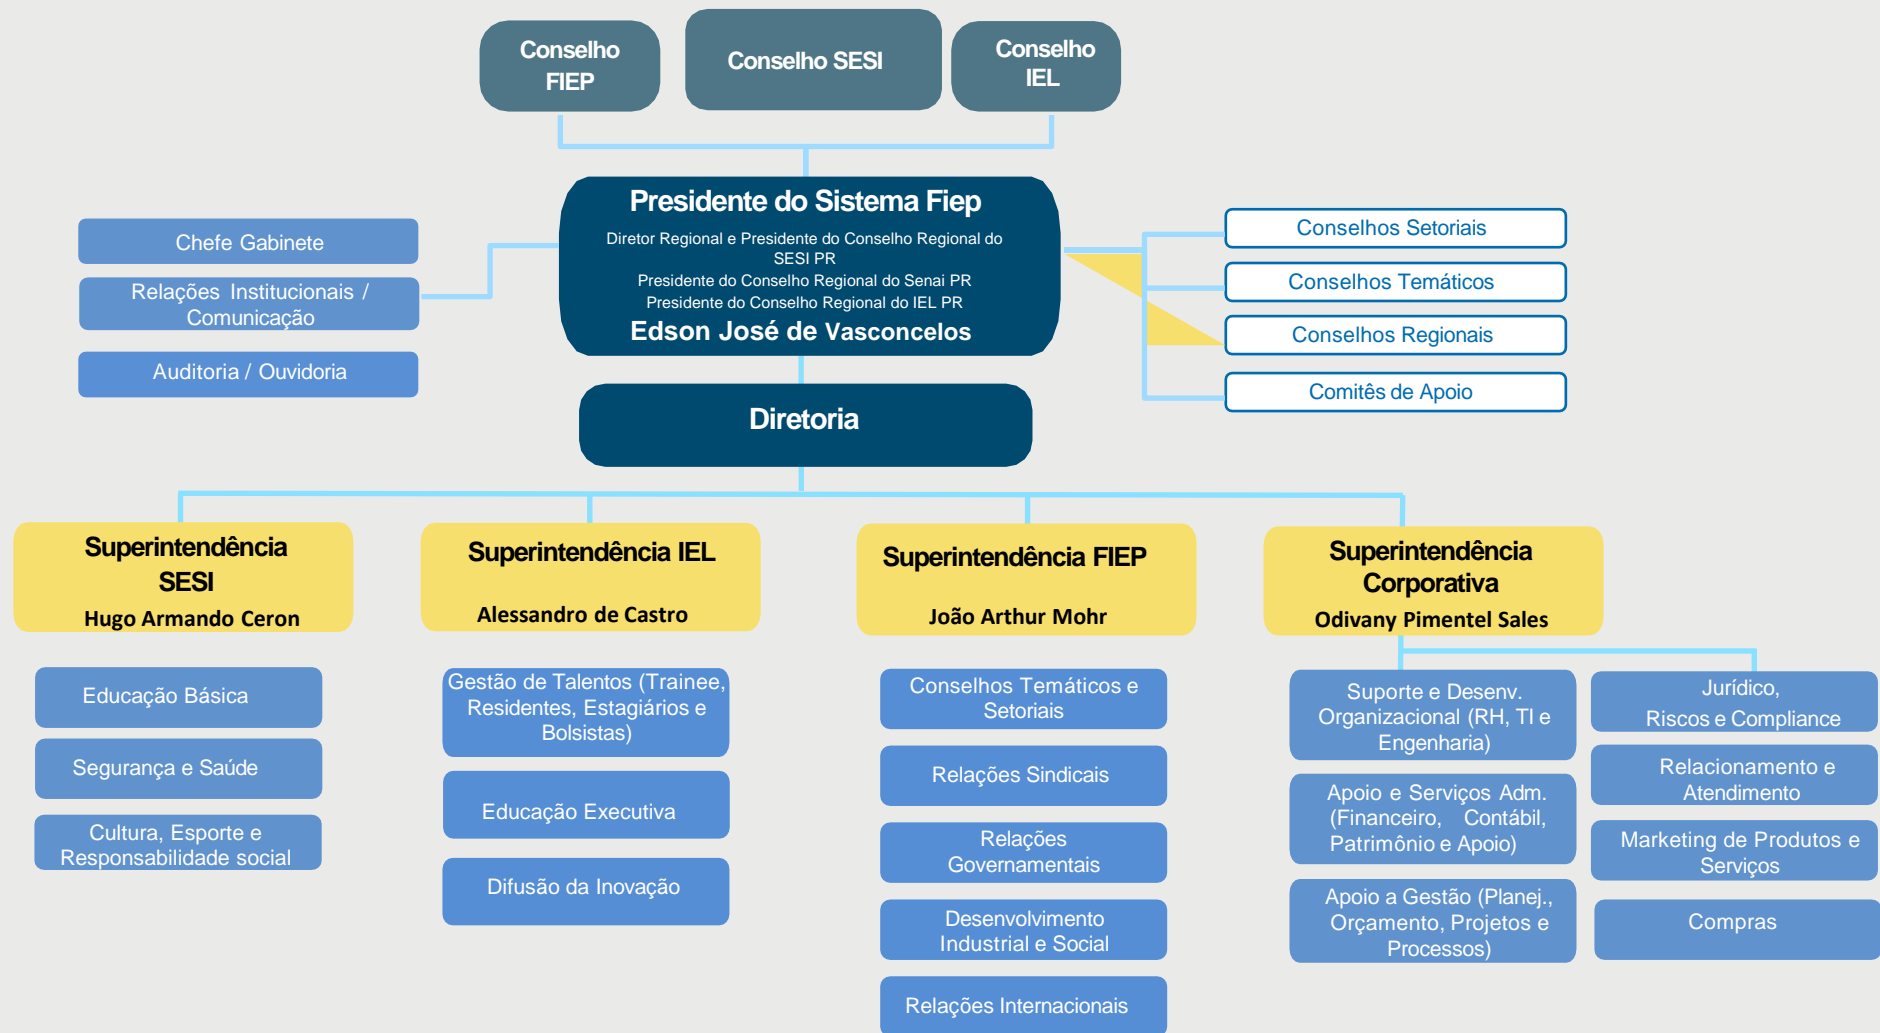 Conselho
FIEP
Conselho SESI
Conselho
IEL
Presidente do Sistema Fiep
Diretor Regional e Presidente do Conselho Regional do
SESI PR
Presidente do Conselho Regional do Senai PR
Presidente do Conselho Regional do IEL PR
Edson José de Vasconcelos
Chefe Gabinete
Relações Institucionais /
Comunicação
Auditoria / Ouvidoria
Conselhos Setoriais
Conselhos Temáticos
Conselhos Regionais
Comitês de Apoio
Diretoria
Superintendência
SESI
Hugo Armando Ceron
Educação Básica
Segurança e Saúde
Cultura, Esporte e
Responsabilidade social
Superintendência IEL
Alessandro de Castro
Gestão de Talentos (Trainee,
Residentes, Estagiários e
Bolsistas)
Educação Executiva
Difusão da Inovação
Superintendência FIEP
João Arthur Mohr
Conselhos Temáticos e
Setoriais
Relações Sindicais
Relações
Governamentais
Desenvolvimento
Industrial e Social
Relações Internacionais
Superintendência
Corporativa
Odivany Pimentel Sales
Suporte e Desenv.
Organizacional (RH, TI e
Engenharia)
Apoio e Serviços Adm.
(Financeiro, Contábil,
Patrimônio e Apoio)
Apoio a Gestão (Planej.,
Orçamento, Projetos e
Processos)
Jurídico,
Riscos e Compliance
Relacionamento e
Atendimento
Marketing de Produtos e
Serviços
Compras